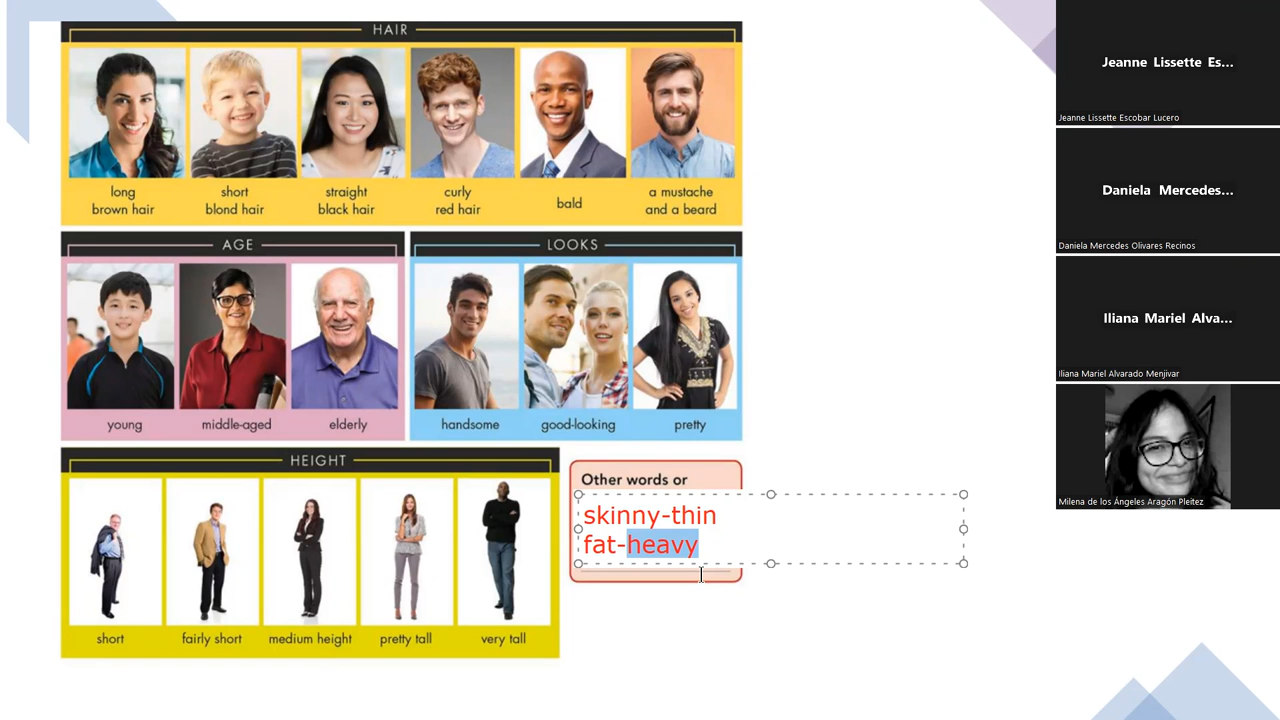 HAIR
long
brown hair
short
blond hair
straight
black hair
curly
red hair
bald
a mustache
and a beard
AGE
young
middle-aged
elderly
LOOKS
handsome
good-looking
pretty
HEIGHT
short
fairly short
medium height
pretty tall
very tall
Other words or
skinny-thin
fat-heavy
Jeanne Lissette Es...
Jeanne Lissette Escobar Lucero
Daniela Mercedes...
Daniela Mercedes Olivares Recinos
Iliana Mariel Alva...
Iliana Mariel Alvarado Menjivar
Milena de los Ángeles Aragón Pleitez